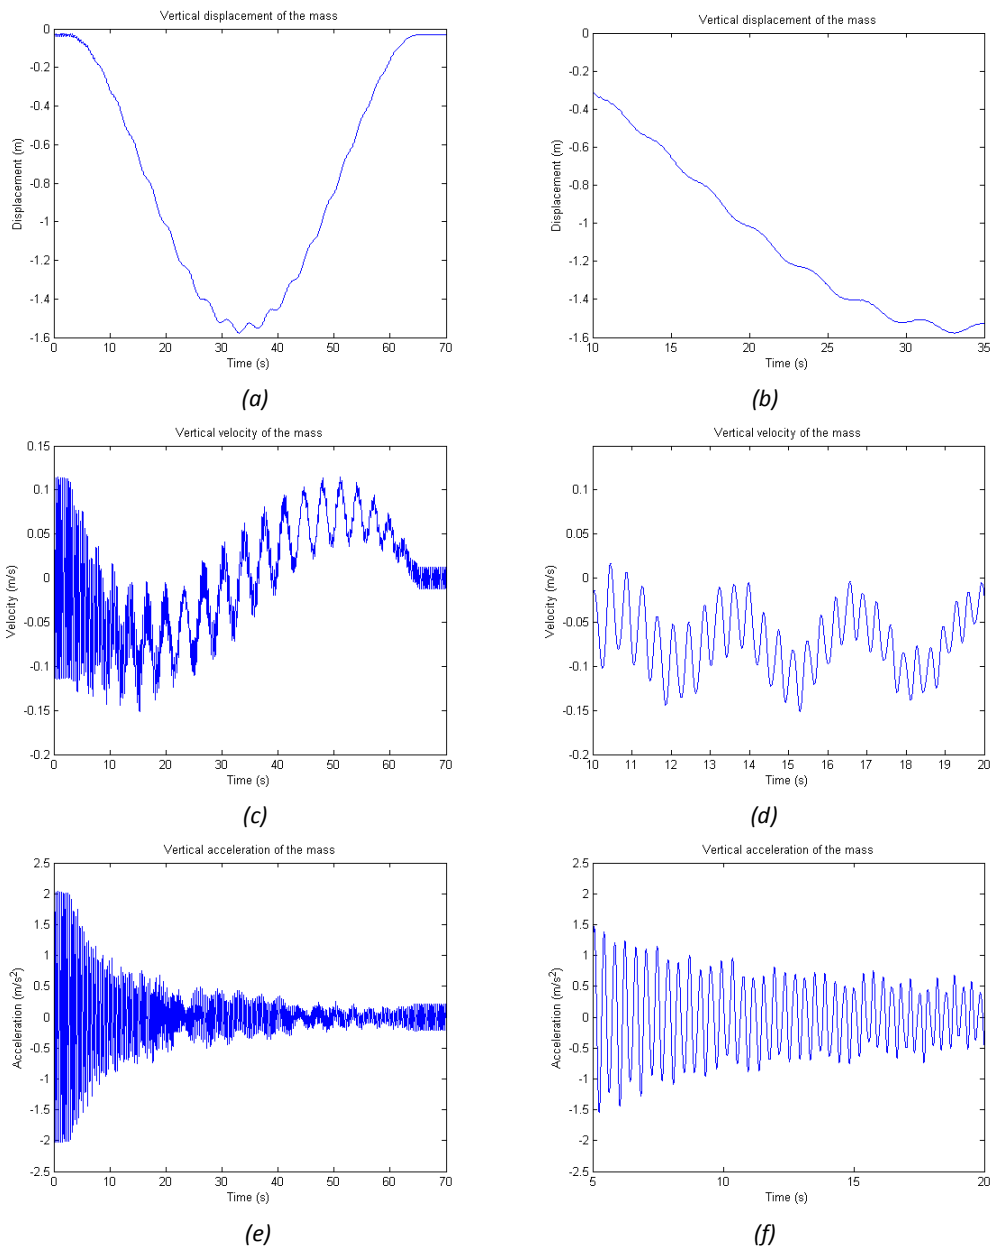 Vertical displacement of the mass
0
-0.2
-0.4
-0.6
-0.8
-1
-1.2
-1.4
-1.6
Displacement (m)
0 10 20 30 40 50 60 70
Time (s)
(a)
Vertical displacement of the mass
0
-0.2
-0.4
-0.6
-0.8
-1
-1.2
-1.4
-1.6
Displacement (m)
10 15 20 25 30 35
Time (s)
(b)
Vertical velocity of the mass
0.15
0.1
0.05
0
-0.05
-0.1
-0.15
-0.2
Velocity (m/s)
0 10 20 30 40 50 60 70
Time (s)
(c)
Vertical velocity of the mass
0.15
0.1
0.05
0
-0.05
-0.1
-0.15
-0.2
Velocity (m/s)
10 11 12 13 14 15 16 17 18 19 20
Time (s)
(d)
Vertical acceleration of the mass
2.5
2
1.5
1
0.5
0
-0.5
-1
-1.5
-2
-2.5
Acceleration (m/s²)
0 10 20 30 40 50 60 70
Time (s)
(e)
Vertical acceleration of the mass
2.5
2
1.5
1
0.5
0
-0.5
-1
-1.5
-2
-2.5
Acceleration (m/s²)
5 10 15 20
Time (s)
(f)